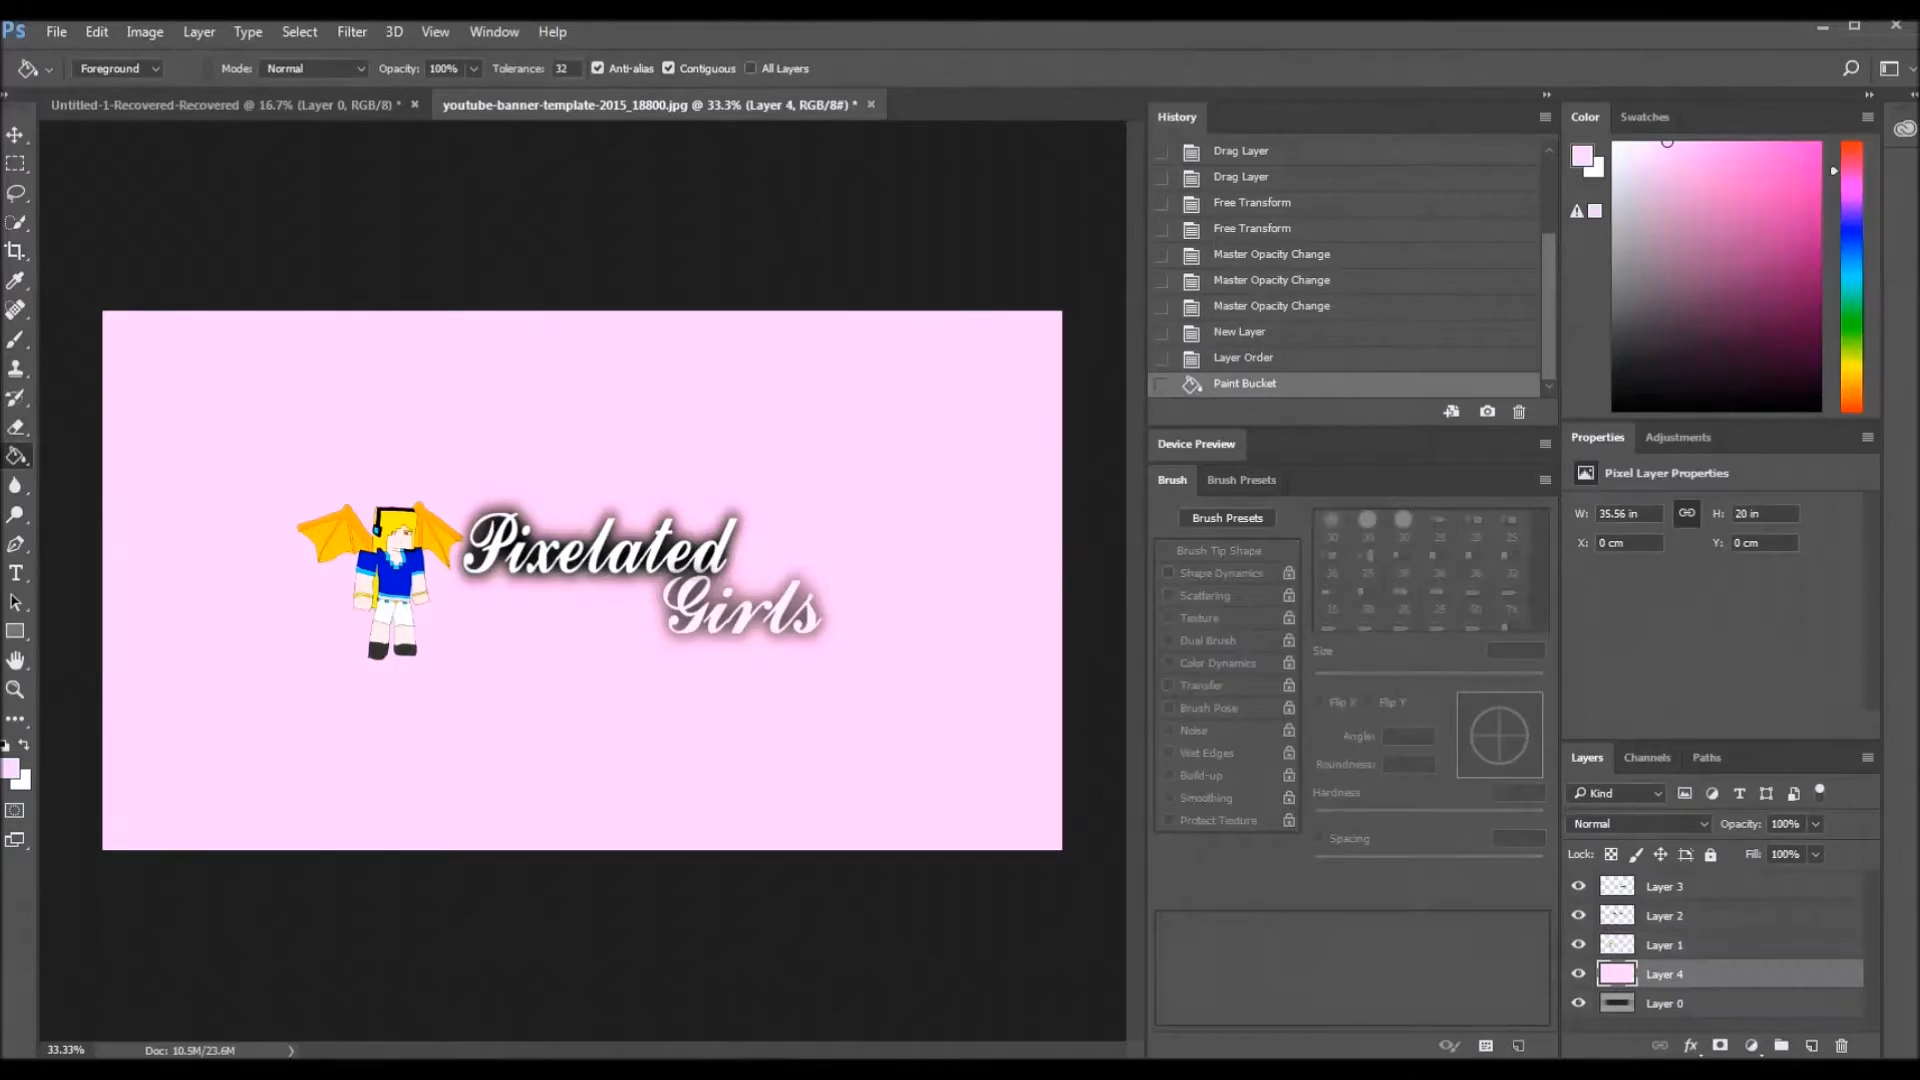 Ps File Edit Image Layer Type Select Filter 3D View Window Help
Foreground Mode: Normal Opacity: 100% Tolerance: 32 Anti-alias Contiguous All Layers
Untitled-1-Recovered-Recovered @ 16.7% (Layer 0, RGB/8) * × youtube-banner-template-2015_18800.jpg @ 33.3% (Layer 4, RGB/8#) * ×
Pixelated
Girls
33.33% Doc: 10.5M/23.6M
History
Drag Layer
Drag Layer
Free Transform
Free Transform
Master Opacity Change
Master Opacity Change
Master Opacity Change
New Layer
Layer Order
Paint Bucket
Device Preview
Brush Brush Presets
Brush Presets
Brush Tip Shape
Shape Dynamics
Scattering
Texture
Dual Brush
Color Dynamics
Transfer
Brush Pose
Noise
Wet Edges
Build-up
Smoothing
Protect Texture
Size
Flip X Flip Y
Angle:
Roundness:
Hardness
Spacing
Color Swatches
Properties Adjustments
Pixel Layer Properties
W: 35.56 in H: 20 in
X: 0 cm Y: 0 cm
Layers Channels Paths
Kind
Normal Opacity: 100%
Lock: Fill: 100%
Layer 3
Layer 2
Layer 1
Layer 4
Layer 0
fx